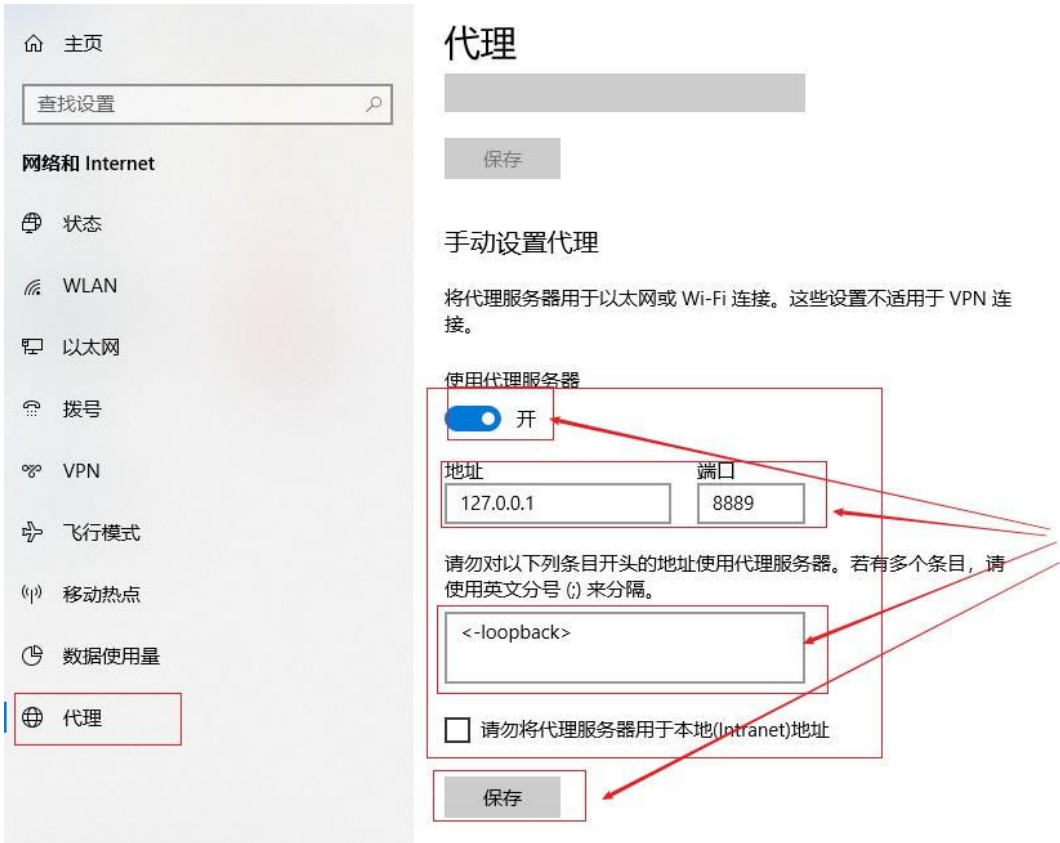 主页
查找设置
网络和 Internet
状态
WLAN
以太网
拨号
VPN
飞行模式
移动热点
数据使用量
代理
代理
保存
手动设置代理
将代理服务器用于以太网或 Wi-Fi 连接。这些设置不适用于 VPN 连
接。
使用代理服务器
开
地址 端口
127.0.0.1 8889
请勿对以下列条目开头的地址使用代理服务器。若有多个条目，请
使用英文分号 (;) 来分隔。
<-loopback>
请勿将代理服务器用于本地(Intranet)地址
保存